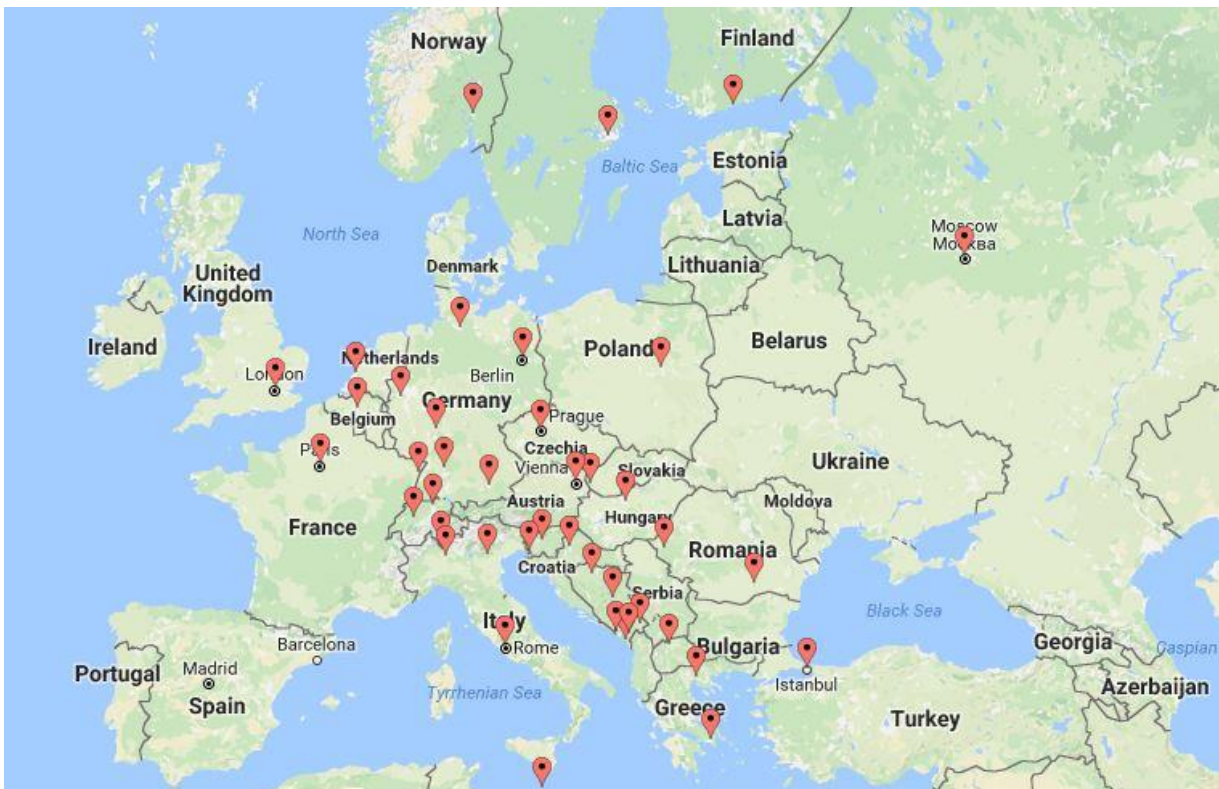 Norway
Finland
Baltic Sea
Estonia
North Sea
Latvia
Moscow
Москва
Denmark
Lithuania
United
Kingdom
Ireland
Netherlands
Poland
Belarus
London
Berlin
Germany
Belgium
Prague
Paris
Czechia
Vienna
Slovakia
Ukraine
Austria
Moldova
France
Hungary
Romania
Croatia
Serbia
Black Sea
Italy
Barcelona
Rome
Bulgaria
Georgia
Caspian
Portugal
Madrid
Tyrrhenian Sea
Istanbul
Azerbaijan
Spain
Greece
Turkey